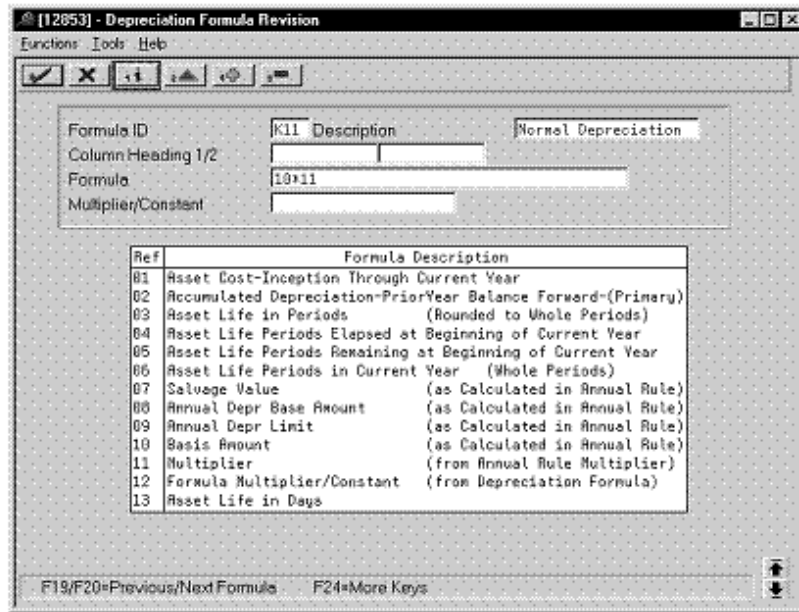 [12853] - Depreciation Formula Revision
Functions Tools Help
Formula ID K11 Description Normal Depreciation
Column Heading 1/2
Formula 10*11
Multiplier/Constant
Ref Formula Description
01 Asset Cost-Inception Through Current Year
02 Accumulated Depreciation-PriorYear Balance Forward-(Primary)
03 Asset Life in Periods (Rounded to Whole Periods)
04 Asset Life Periods Elapsed at Beginning of Current Year
05 Asset Life Periods Remaining at Beginning of Current Year
06 Asset Life Periods in Current Year (Whole Periods)
07 Salvage Value (as Calculated in Annual Rule)
08 Annual Depr Base Amount (as Calculated in Annual Rule)
09 Annual Depr Limit (as Calculated in Annual Rule)
10 Basis Amount (as Calculated in Annual Rule)
11 Multiplier (from Annual Rule Multiplier)
12 Formula Multiplier/Constant (from Depreciation Formula)
13 Asset Life in Days
F19/F20=Previous/Next Formula F24=More Keys